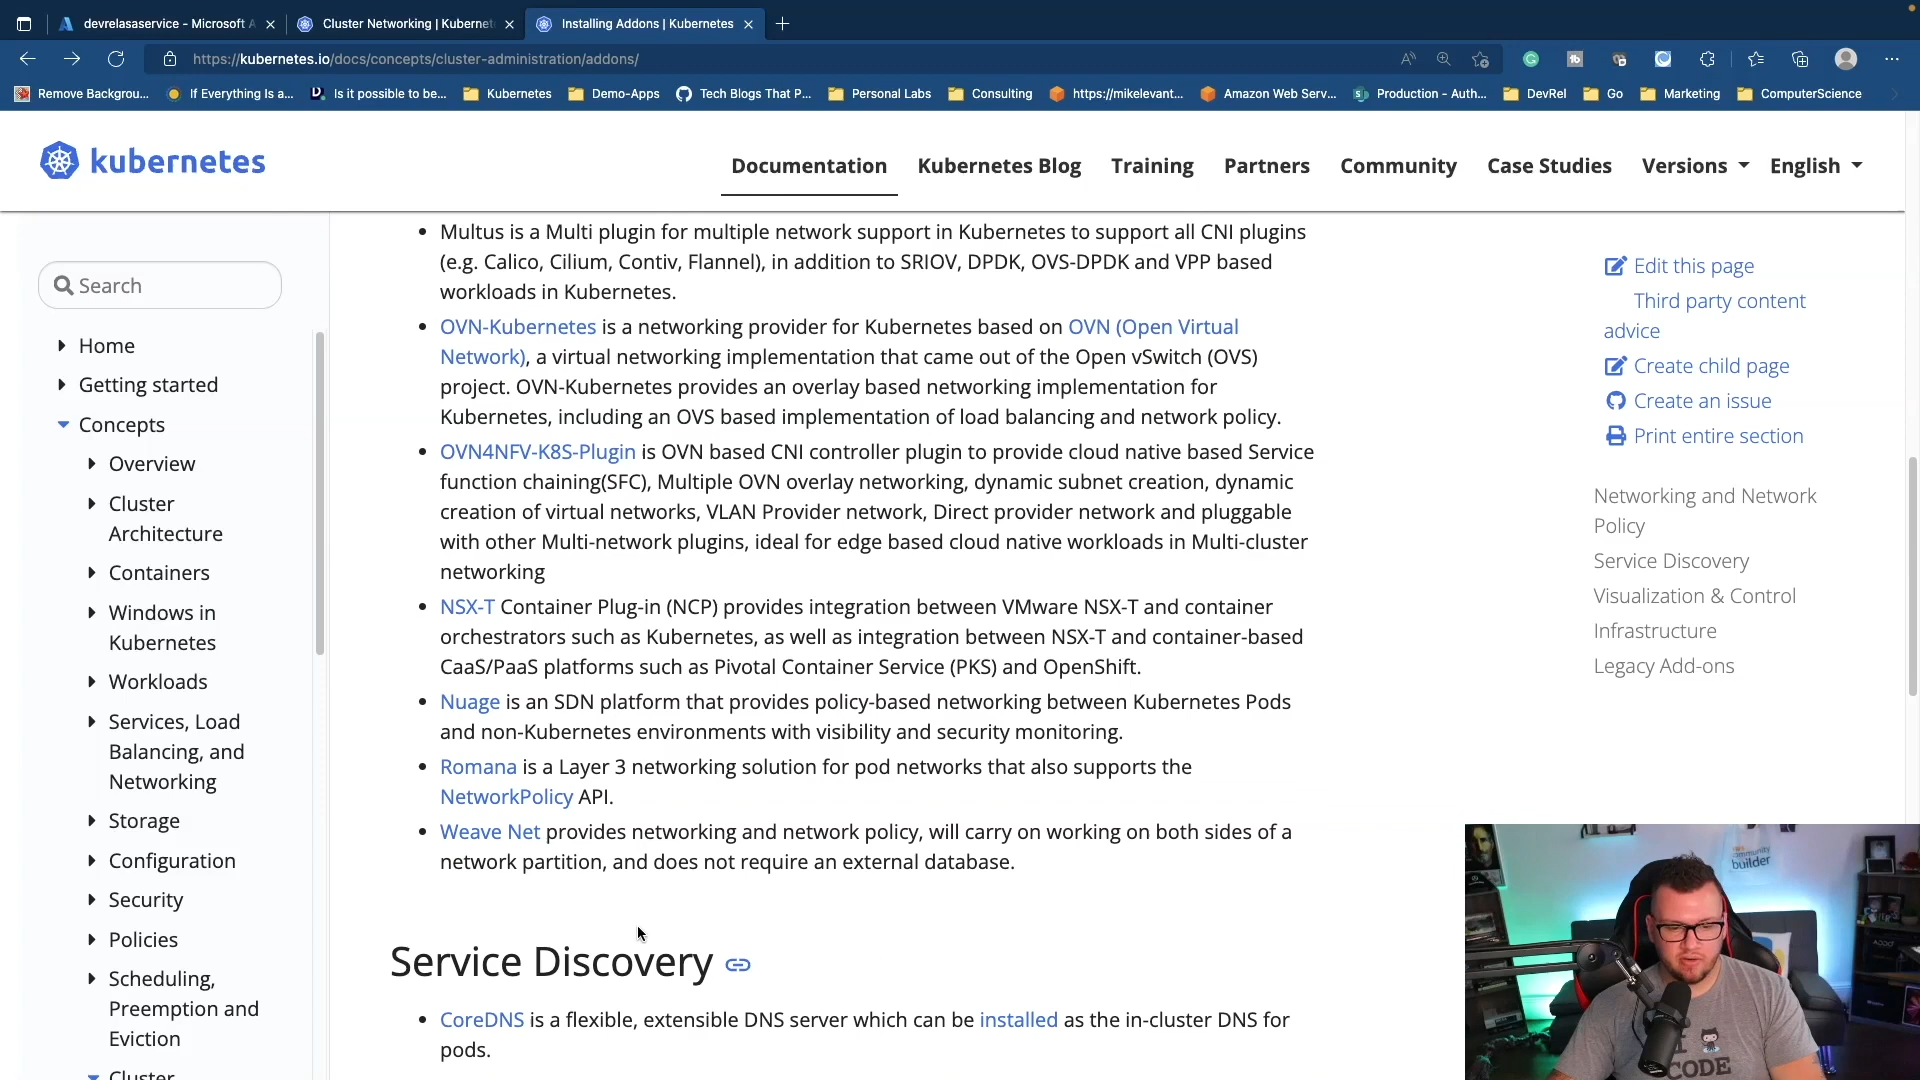 devrelasaservice - Microsoft A
Cluster Networking | Kubernet
Installing Addons | Kubernetes
https://kubernetes.io/docs/concepts/cluster-administration/addons/
Remove Backgrou...
If Everything Is a...
Is it possible to be...
Kubernetes
Demo-Apps
Tech Blogs That P...
Personal Labs
Consulting
https://mikelevant...
Amazon Web Serv...
Production - Auth...
DevRel
Go
Marketing
ComputerScience
kubernetes
Documentation
Kubernetes Blog
Training
Partners
Community
Case Studies
Versions
English
Search
Home
Getting started
Concepts
Overview
Cluster
Architecture
Containers
Windows in
Kubernetes
Workloads
Services, Load
Balancing, and
Networking
Storage
Configuration
Security
Policies
Scheduling,
Preemption and
Eviction
Cluster
Multus is a Multi plugin for multiple network support in Kubernetes to support all CNI plugins
(e.g. Calico, Cilium, Contiv, Flannel), in addition to SRIOV, DPDK, OVS-DPDK and VPP based
workloads in Kubernetes.
OVN-Kubernetes is a networking provider for Kubernetes based on OVN (Open Virtual
Network), a virtual networking implementation that came out of the Open vSwitch (OVS)
project. OVN-Kubernetes provides an overlay based networking implementation for
Kubernetes, including an OVS based implementation of load balancing and network policy.
OVN4NFV-K8S-Plugin is OVN based CNI controller plugin to provide cloud native based Service
function chaining(SFC), Multiple OVN overlay networking, dynamic subnet creation, dynamic
creation of virtual networks, VLAN Provider network, Direct provider network and pluggable
with other Multi-network plugins, ideal for edge based cloud native workloads in Multi-cluster
networking
NSX-T Container Plug-in (NCP) provides integration between VMware NSX-T and container
orchestrators such as Kubernetes, as well as integration between NSX-T and container-based
CaaS/PaaS platforms such as Pivotal Container Service (PKS) and OpenShift.
Nuage is an SDN platform that provides policy-based networking between Kubernetes Pods
and non-Kubernetes environments with visibility and security monitoring.
Romana is a Layer 3 networking solution for pod networks that also supports the
NetworkPolicy API.
Weave Net provides networking and network policy, will carry on working on both sides of a
network partition, and does not require an external database.
Service Discovery
CoreDNS is a flexible, extensible DNS server which can be installed as the in-cluster DNS for
pods.
Edit this page
Third party content
advice
Create child page
Create an issue
Print entire section
Networking and Network
Policy
Service Discovery
Visualization & Control
Infrastructure
Legacy Add-ons
community
builder
CODE